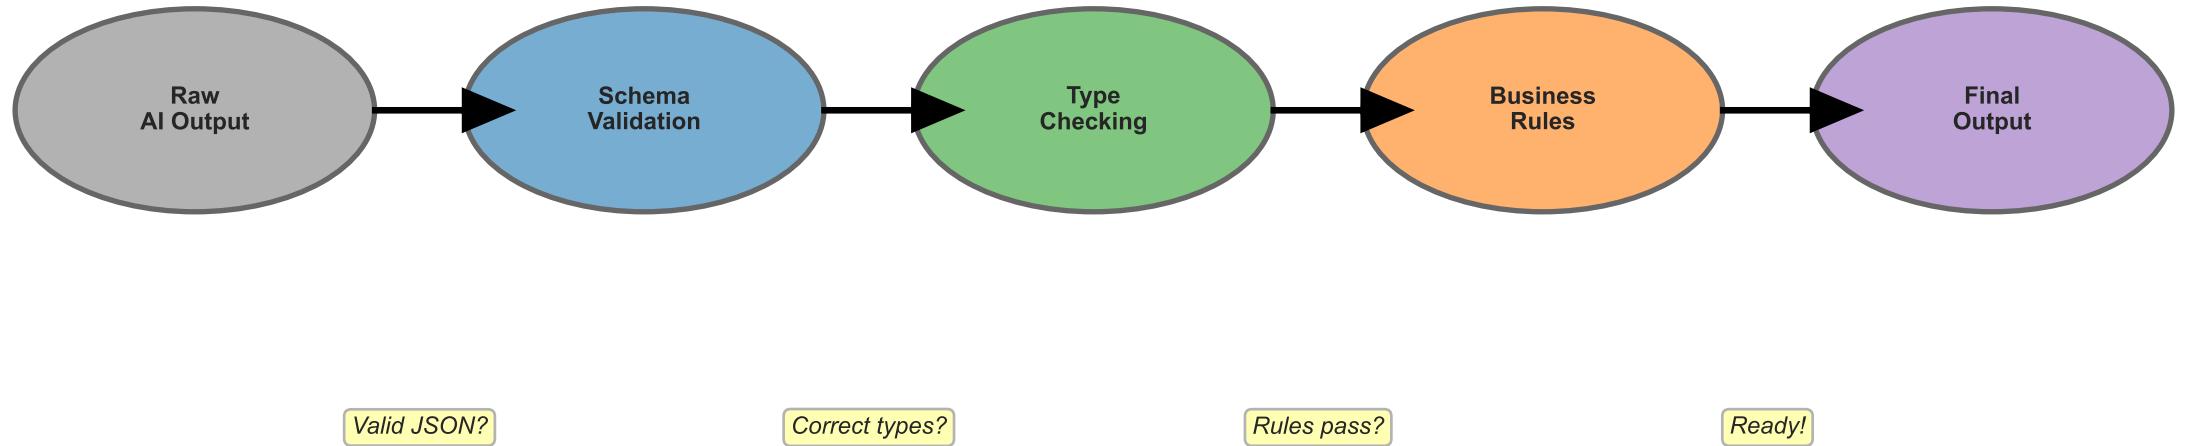 Raw
AI Output
Schema
Validation
Type
Checking
Business
Rules
Final
Output
Valid JSON?
Correct types?
Rules pass?
Ready!